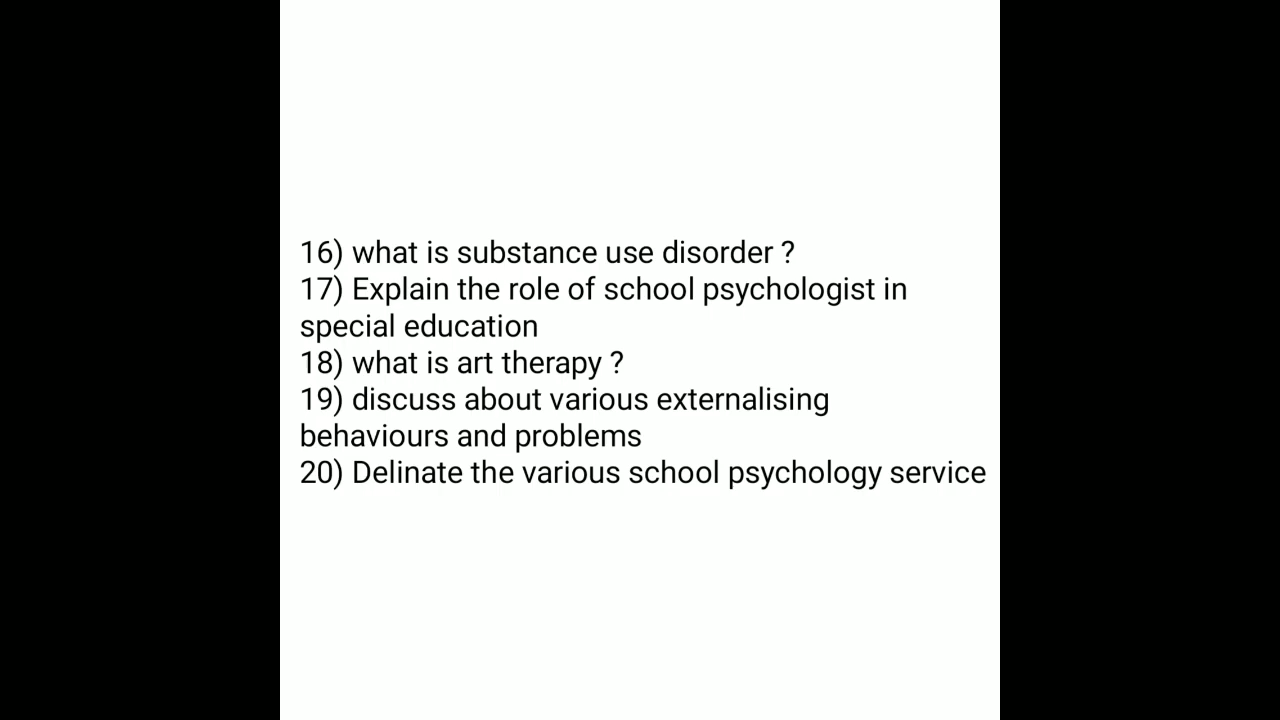 16) what is substance use disorder ?
17) Explain the role of school psychologist in
special education
18) what is art therapy ?
19) discuss about various externalising
behaviours and problems
20) Delinate the various school psychology service